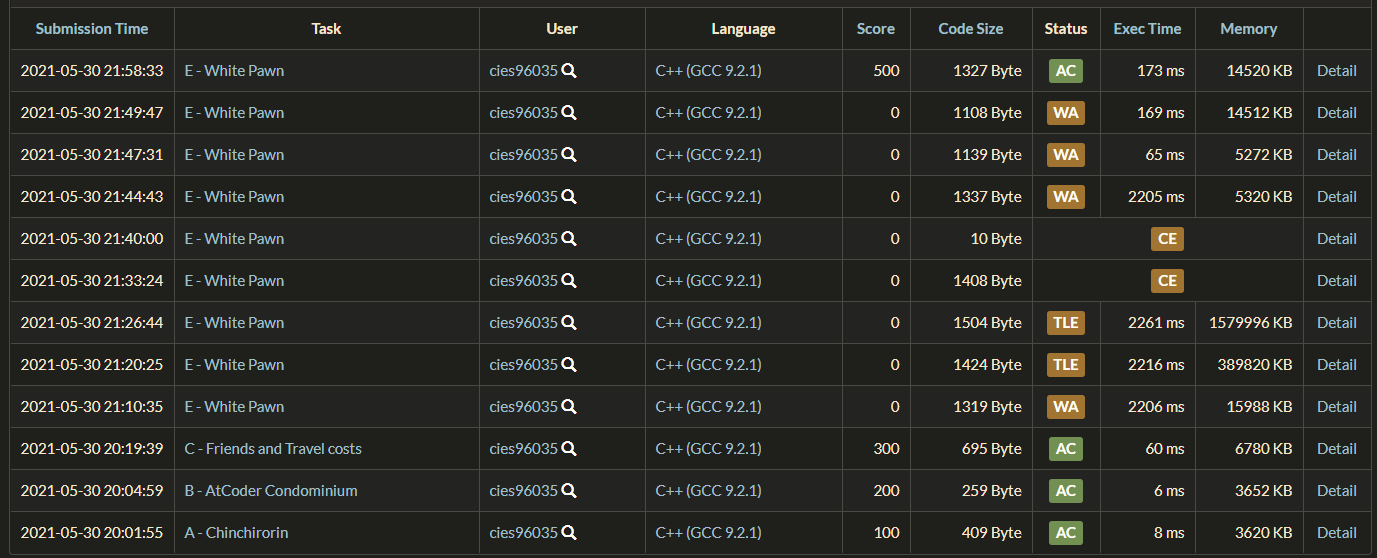 Submission Time Task User Language Score Code Size Status Exec Time Memory
2021-05-30 21:58:33 E - White Pawn cies96035 C++ (GCC 9.2.1) 500 1327 Byte AC 173 ms 14520 KB Detail
2021-05-30 21:49:47 E - White Pawn cies96035 C++ (GCC 9.2.1) 0 1108 Byte WA 169 ms 14512 KB Detail
2021-05-30 21:47:31 E - White Pawn cies96035 C++ (GCC 9.2.1) 0 1139 Byte WA 65 ms 5272 KB Detail
2021-05-30 21:44:43 E - White Pawn cies96035 C++ (GCC 9.2.1) 0 1337 Byte WA 2205 ms 5320 KB Detail
2021-05-30 21:40:00 E - White Pawn cies96035 C++ (GCC 9.2.1) 0 10 Byte CE Detail
2021-05-30 21:33:24 E - White Pawn cies96035 C++ (GCC 9.2.1) 0 1408 Byte CE Detail
2021-05-30 21:26:44 E - White Pawn cies96035 C++ (GCC 9.2.1) 0 1504 Byte TLE 2261 ms 1579996 KB Detail
2021-05-30 21:20:25 E - White Pawn cies96035 C++ (GCC 9.2.1) 0 1424 Byte TLE 2216 ms 389820 KB Detail
2021-05-30 21:10:35 E - White Pawn cies96035 C++ (GCC 9.2.1) 0 1319 Byte WA 2206 ms 15988 KB Detail
2021-05-30 20:19:39 C - Friends and Travel costs cies96035 C++ (GCC 9.2.1) 300 695 Byte AC 60 ms 6780 KB Detail
2021-05-30 20:04:59 B - AtCoder Condominium cies96035 C++ (GCC 9.2.1) 200 259 Byte AC 6 ms 3652 KB Detail
2021-05-30 20:01:55 A - Chinchirorin cies96035 C++ (GCC 9.2.1) 100 409 Byte AC 8 ms 3620 KB Detail